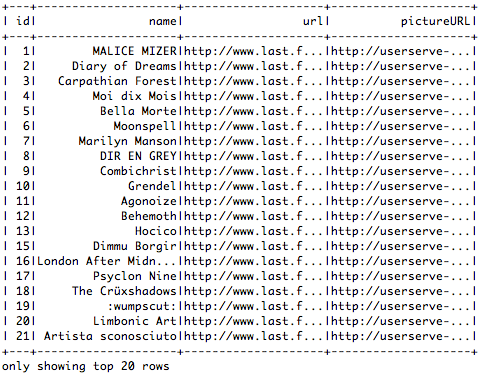 +---+--------------------+--------------------+--------------------+
| id|                name|                 url|          pictureURL|
+---+--------------------+--------------------+--------------------+
|  1|        MALICE MIZER|http://www.last.f...|http://userserve-...|
|  2|     Diary of Dreams|http://www.last.f...|http://userserve-...|
|  3|   Carpathian Forest|http://www.last.f...|http://userserve-...|
|  4|        Moi dix Mois|http://www.last.f...|http://userserve-...|
|  5|         Bella Morte|http://www.last.f...|http://userserve-...|
|  6|           Moonspell|http://www.last.f...|http://userserve-...|
|  7|      Marilyn Manson|http://www.last.f...|http://userserve-...|
|  8|         DIR EN GREY|http://www.last.f...|http://userserve-...|
|  9|         Combichrist|http://www.last.f...|http://userserve-...|
| 10|             Grendel|http://www.last.f...|http://userserve-...|
| 11|            Agonoize|http://www.last.f...|http://userserve-...|
| 12|            Behemoth|http://www.last.f...|http://userserve-...|
| 13|              Hocico|http://www.last.f...|http://userserve-...|
| 15|        Dimmu Borgir|http://www.last.f...|http://userserve-...|
| 16|London After Midn...|http://www.last.f...|http://userserve-...|
| 17|        Psyclon Nine|http://www.last.f...|http://userserve-...|
| 18|     The Crüxshadows|http://www.last.f...|http://userserve-...|
| 19|          :wumpscut:|http://www.last.f...|http://userserve-...|
| 20|        Limbonic Art|http://www.last.f...|http://userserve-...|
| 21| Artista sconosciuto|http://www.last.f...|http://userserve-...|
+---+--------------------+--------------------+--------------------+
only showing top 20 rows